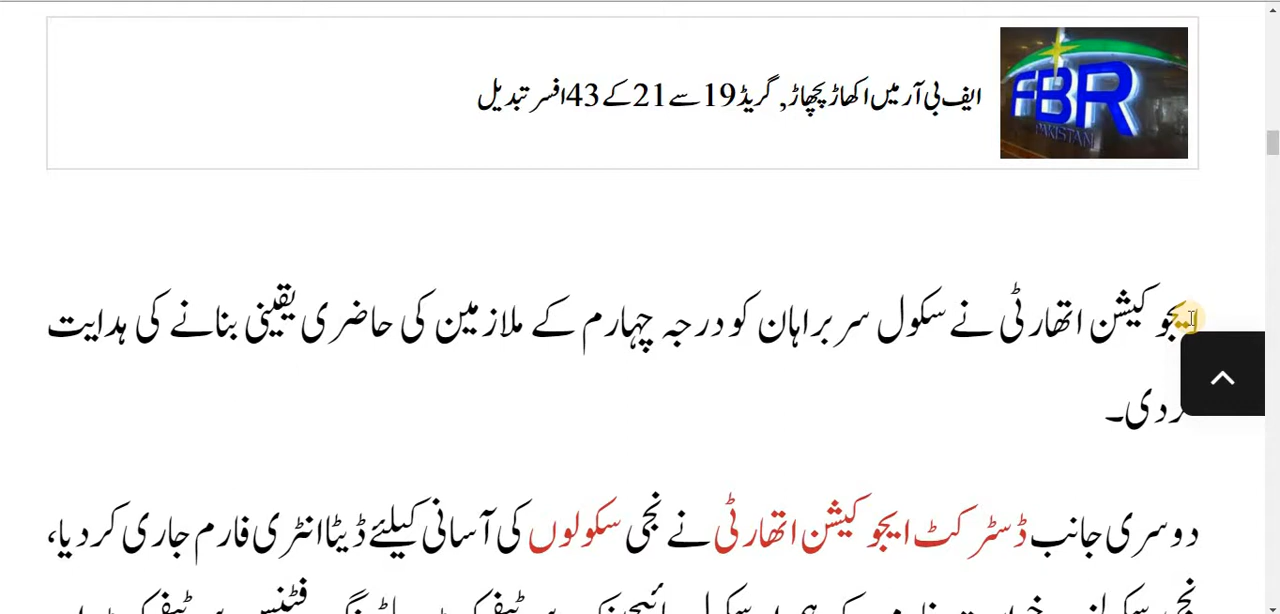 ایف بی آر میں اکھاڑ پچھاڑ, گریڈ 19 سے 21 کے 43 افسر تبدیل
FBR
PAKISTAN
ایجوکیشن اتھارٹی نے سکول سربراہان کو درجہ چہارم کے ملازمین کی حاضری یقینی بنانے کی ہدایت
ردی۔
دوسری جانب ڈسٹرکٹ ایجوکیشن اتھارٹی نے نجی سکولوں کی آسانی کیلئے ڈیٹا انٹری فارم جاری کر دیا،